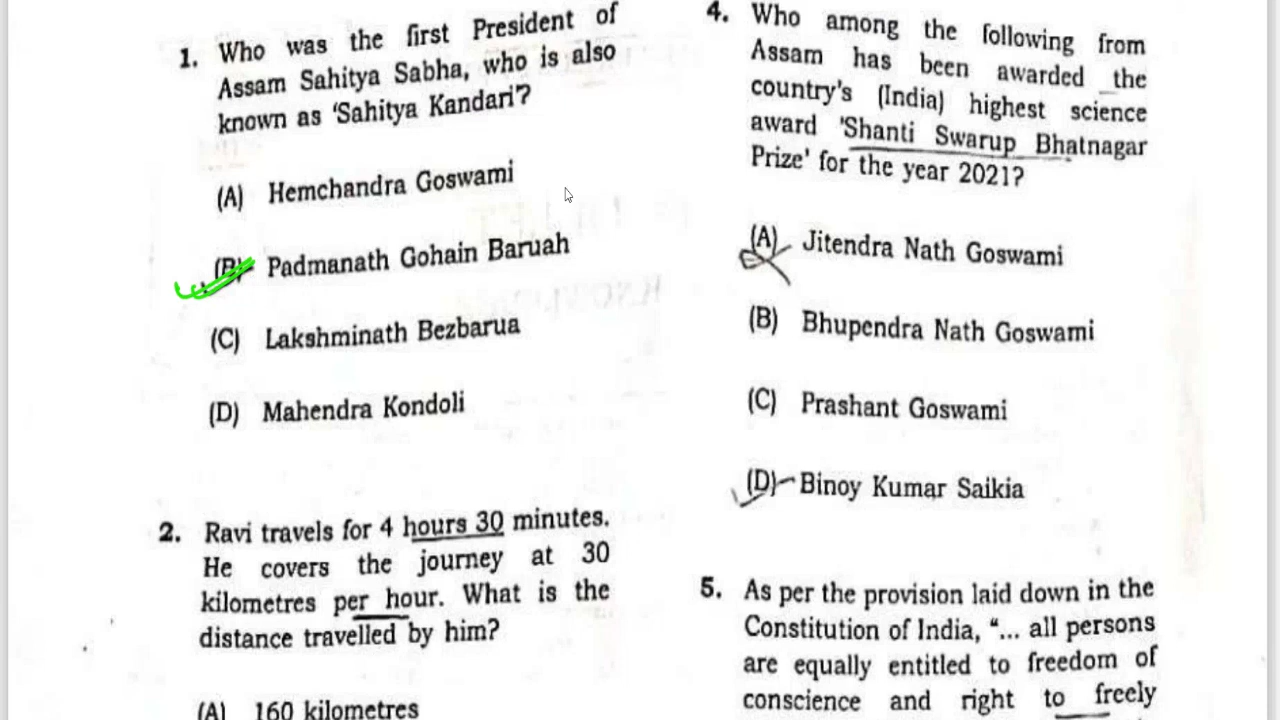 1. Who was the first President of
Assam Sahitya Sabha, who is also
known as 'Sahitya Kandari'?
(A) Hemchandra Goswami
(B) Padmanath Gohain Baruah
(C) Lakshminath Bezbarua
(D) Mahendra Kondoli
2. Ravi travels for 4 hours 30 minutes.
He covers the journey at 30
kilometres per hour. What is the
distance travelled by him?
(A) 160 kilometres
4. Who among the following from
Assam has been awarded the
country's (India) highest science
award 'Shanti Swarup Bhatnagar
Prize' for the year 2021?
(A) Jitendra Nath Goswami
(B) Bhupendra Nath Goswami
(C) Prashant Goswami
(D) Binoy Kumar Saikia
5. As per the provision laid down in the
Constitution of India, "... all persons
are equally entitled to freedom of
conscience and right to freely